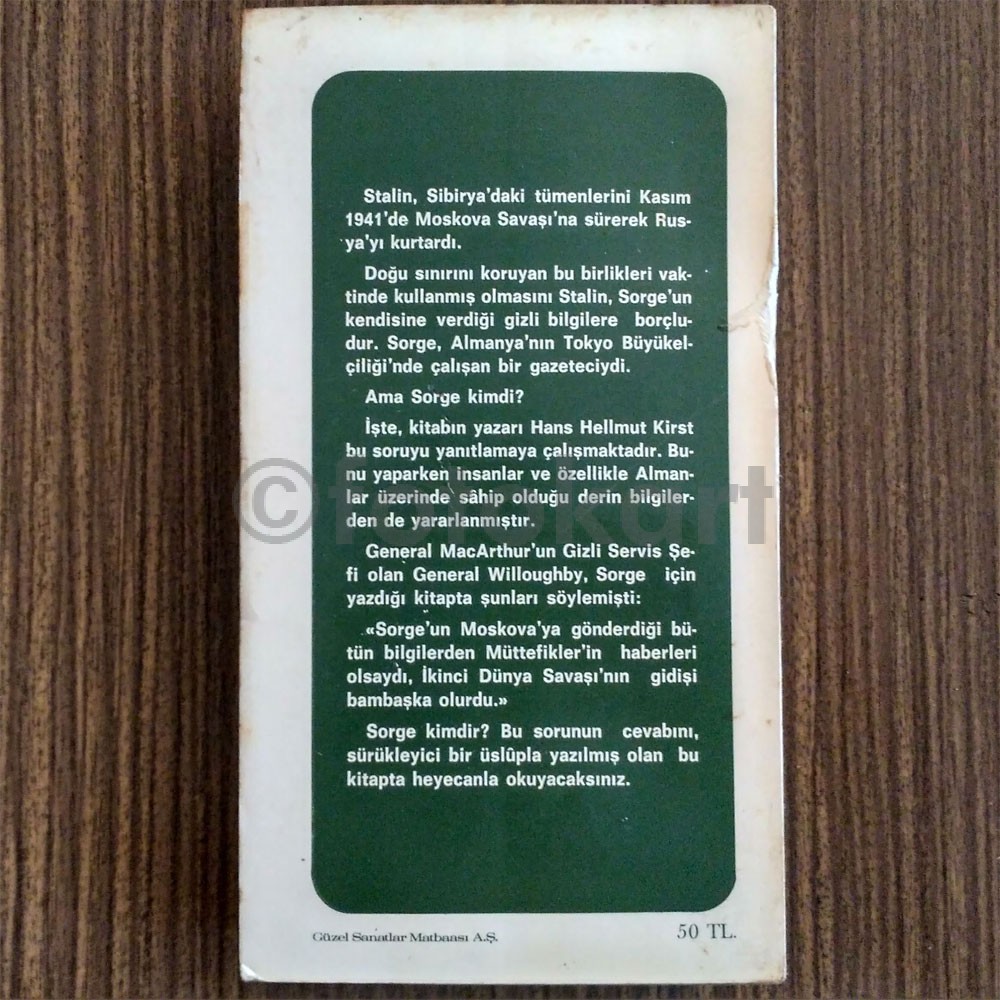 Stalin, Sibirya'daki tümenlerini Kasım
1941'de Moskova Savaşı'na sürerek Rus-
ya'yı kurtardı.
Doğu sınırını koruyan bu birlikleri vak-
tinde kullanmış olmasını Stalin, Sorge'un
kendisine verdiği gizli bilgilere borçlu-
dur. Sorge, Almanya'nın Tokyo Büyükel-
çiliği'nde çalışan bir gazeteciydi.
Ama Sorge kimdi?
İşte, kitabın yazarı Hans Hellmut Kirst
bu soruyu yanıtlamaya çalışmaktadır. Bu-
nu yaparken insanlar ve özellikle Alman-
lar üzerinde sâhip olduğu derin bilgiler-
den de yararlanmıştır.
©fotokurt
General MacArthur'un Gizli Servis Şe-
fi olan General Willoughby, Sorge için
yazdığı kitapta şunları söylemişti:
«Sorge'un Moskova'ya gönderdiği bü-
tün bilgilerden Müttefikler'in haberleri
olsaydı, İkinci Dünya Savaşı'nın gidişi
bambaşka olurdu.»
Sorge kimdir? Bu sorunun cevabını,
sürükleyici bir üslûpla yazılmış olan bu
kitapta heyecanla okuyacaksınız.
Güzel Sanatlar Matbaası A.Ş.
50 TL.